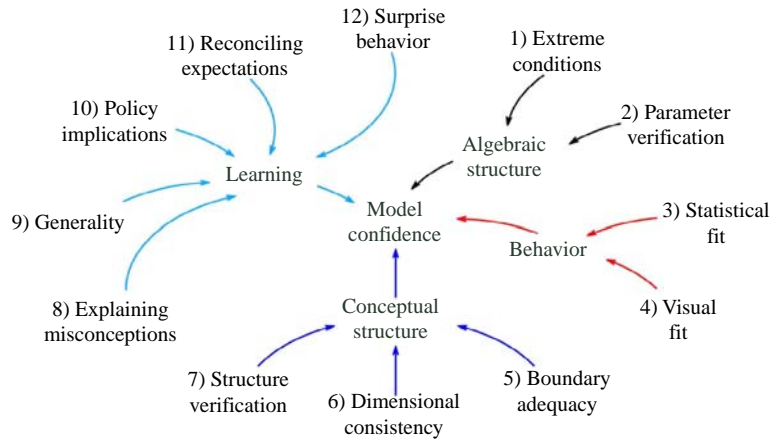 12) Surprise
behavior
11) Reconciling
expectations
1) Extreme
conditions
10) Policy
implications
2) Parameter
verification
Algebraic
structure
Learning
Model
confidence
9) Generality
3) Statistical
fit
Behavior
8) Explaining
misconceptions
4) Visual
fit
Conceptual
structure
7) Structure
verification
6) Dimensional
consistency
5) Boundary
adequacy